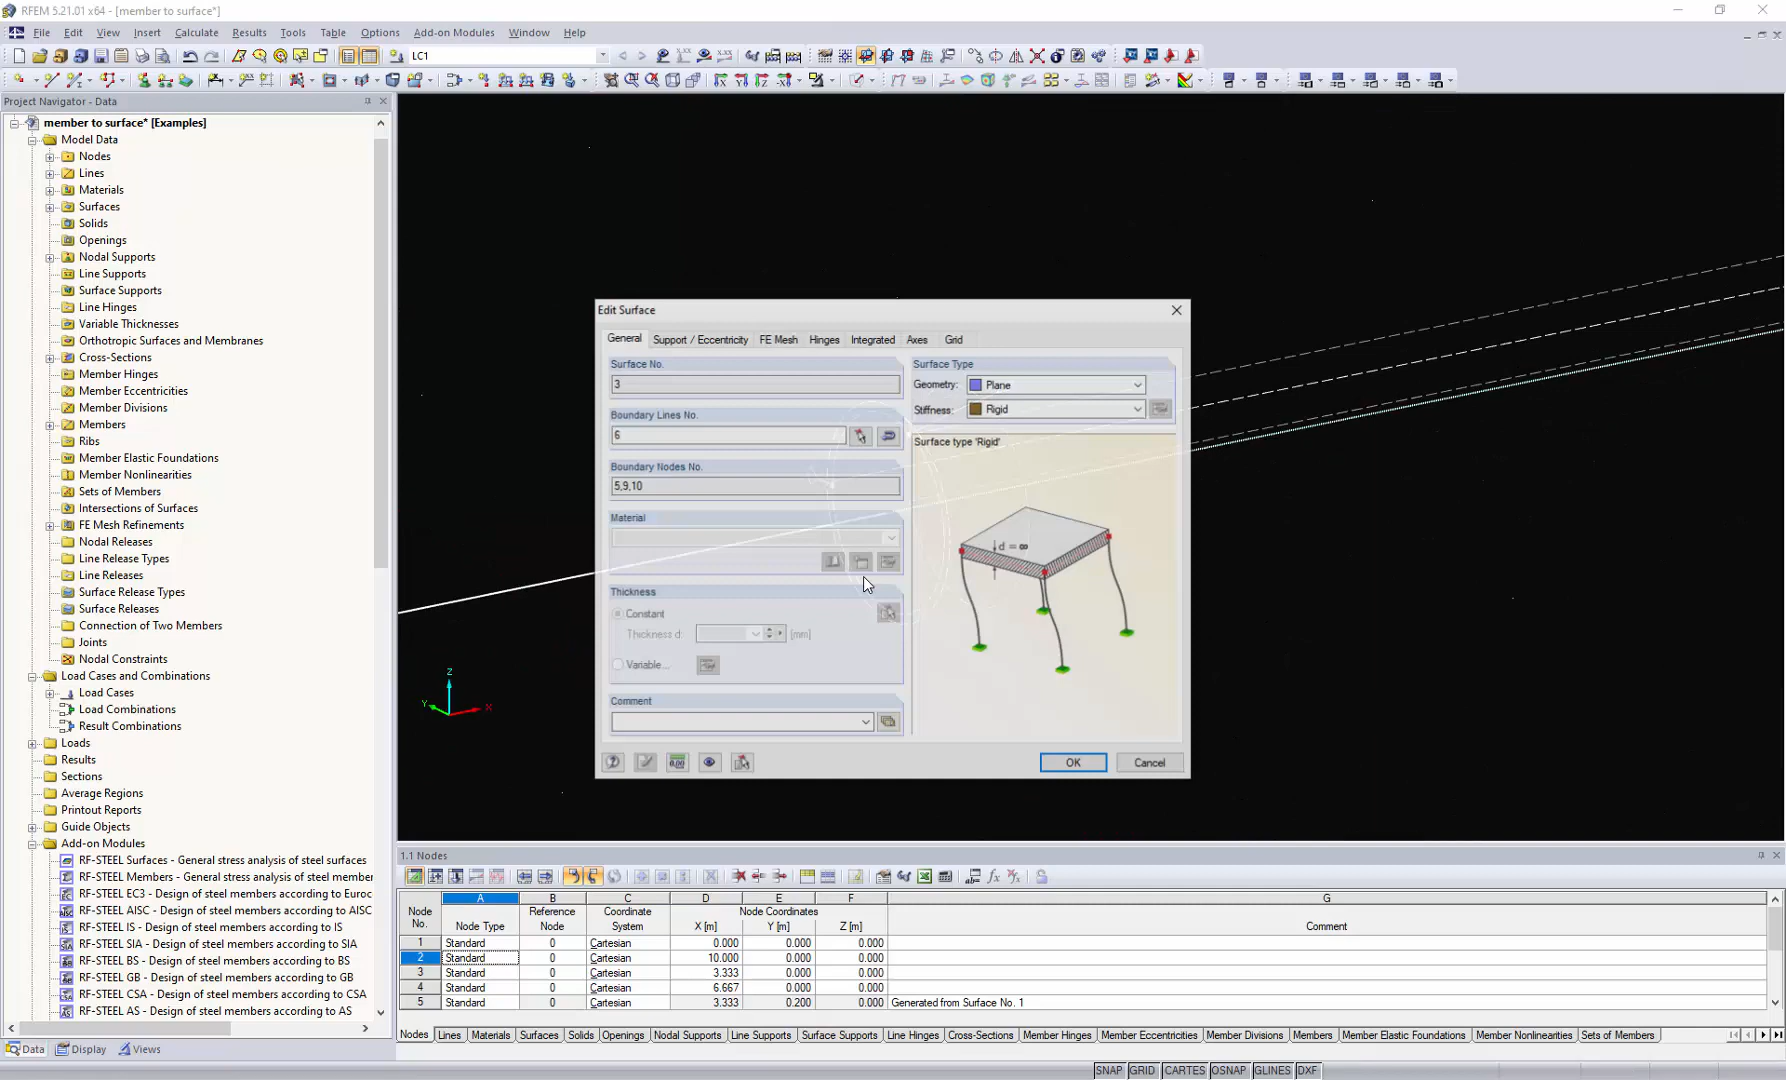 RFEM 5.21.01 x64 - [member to surface*]
File Edit View Insert Calculate Results Tools Table Options Add-on Modules Window Help
LC1
Project Navigator - Data
member to surface* [Examples]
Model Data
Nodes
Lines
Materials
Surfaces
Solids
Openings
Nodal Supports
Line Supports
Surface Supports
Line Hinges
Variable Thicknesses
Orthotropic Surfaces and Membranes
Cross-Sections
Member Hinges
Member Eccentricities
Member Divisions
Members
Ribs
Member Elastic Foundations
Member Nonlinearities
Sets of Members
Intersections of Surfaces
FE Mesh Refinements
Nodal Releases
Line Release Types
Line Releases
Surface Release Types
Surface Releases
Connection of Two Members
Joints
Nodal Constraints
Load Cases and Combinations
Load Cases
Load Combinations
Result Combinations
Loads
Results
Sections
Average Regions
Printout Reports
Guide Objects
Add-on Modules
RF-STEEL Surfaces - General stress analysis of steel surfaces
RF-STEEL Members - General stress analysis of steel member
RF-STEEL EC3 - Design of steel members according to Euroc
RF-STEEL AISC - Design of steel members according to AISC
RF-STEEL IS - Design of steel members according to IS
RF-STEEL SIA - Design of steel members according to SIA
RF-STEEL BS - Design of steel members according to BS
RF-STEEL GB - Design of steel members according to GB
RF-STEEL CSA - Design of steel members according to CSA
RF-STEEL AS - Design of steel members according to AS
Data Display Views
Z
Y
X
Edit Surface
General Support / Eccentricity FE Mesh Hinges Integrated Axes Grid
Surface No.
3
Boundary Lines No.
6
Boundary Nodes No.
5,9,10
Material
Thickness
Constant
Thickness d: [mm]
Variable...
Comment
Surface Type
Geometry: Plane
Stiffness: Rigid
Surface type 'Rigid'
d = ∞
OK Cancel
1.1 Nodes
A B C D E F G
Node Reference Coordinate Node Coordinates
No. Node Type Node System X [m] Y [m] Z [m] Comment
1 Standard 0 Cartesian 0.000 0.000 0.000
2 Standard 0 Cartesian 10.000 0.000 0.000
3 Standard 0 Cartesian 3.333 0.000 0.000
4 Standard 0 Cartesian 6.667 0.000 0.000
5 Standard 0 Cartesian 3.333 0.200 0.000 Generated from Surface No. 1
Nodes Lines Materials Surfaces Solids Openings Nodal Supports Line Supports Surface Supports Line Hinges Cross-Sections Member Hinges Member Eccentricities Member Divisions Members Member Elastic Foundations Member Nonlinearities Sets of Members
SNAP GRID CARTES OSNAP GLINES DXF